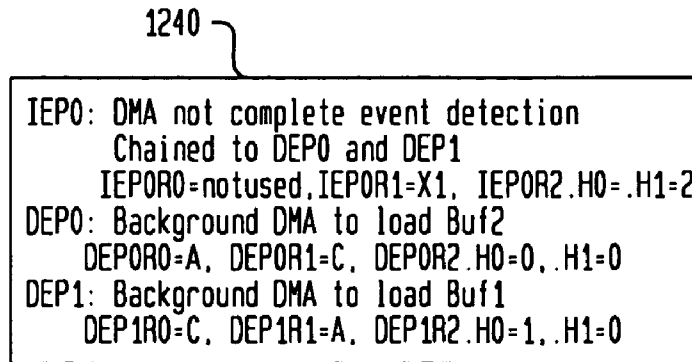 1240
IEP0: DMA not complete event detection
Chained to DEP0 and DEP1
IEP0R0=notused, IEP0R1=X1, IEP0R2.H0=.H1=2
DEP0: Background DMA to load Buf2
DEP0R0=A, DEP0R1=C, DEP0R2.H0=0, .H1=0
DEP1: Background DMA to load Buf1
DEP1R0=C, DEP1R1=A, DEP1R2.H0=1, .H1=0